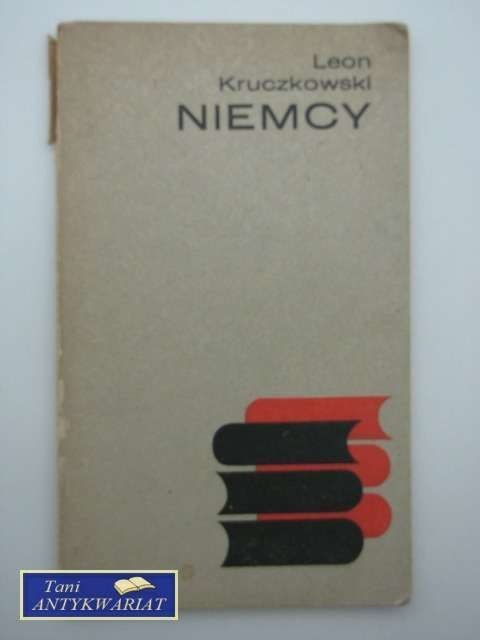 Leon
Kruczkowski
NIEMCY
Tani
ANTYKWARIAT